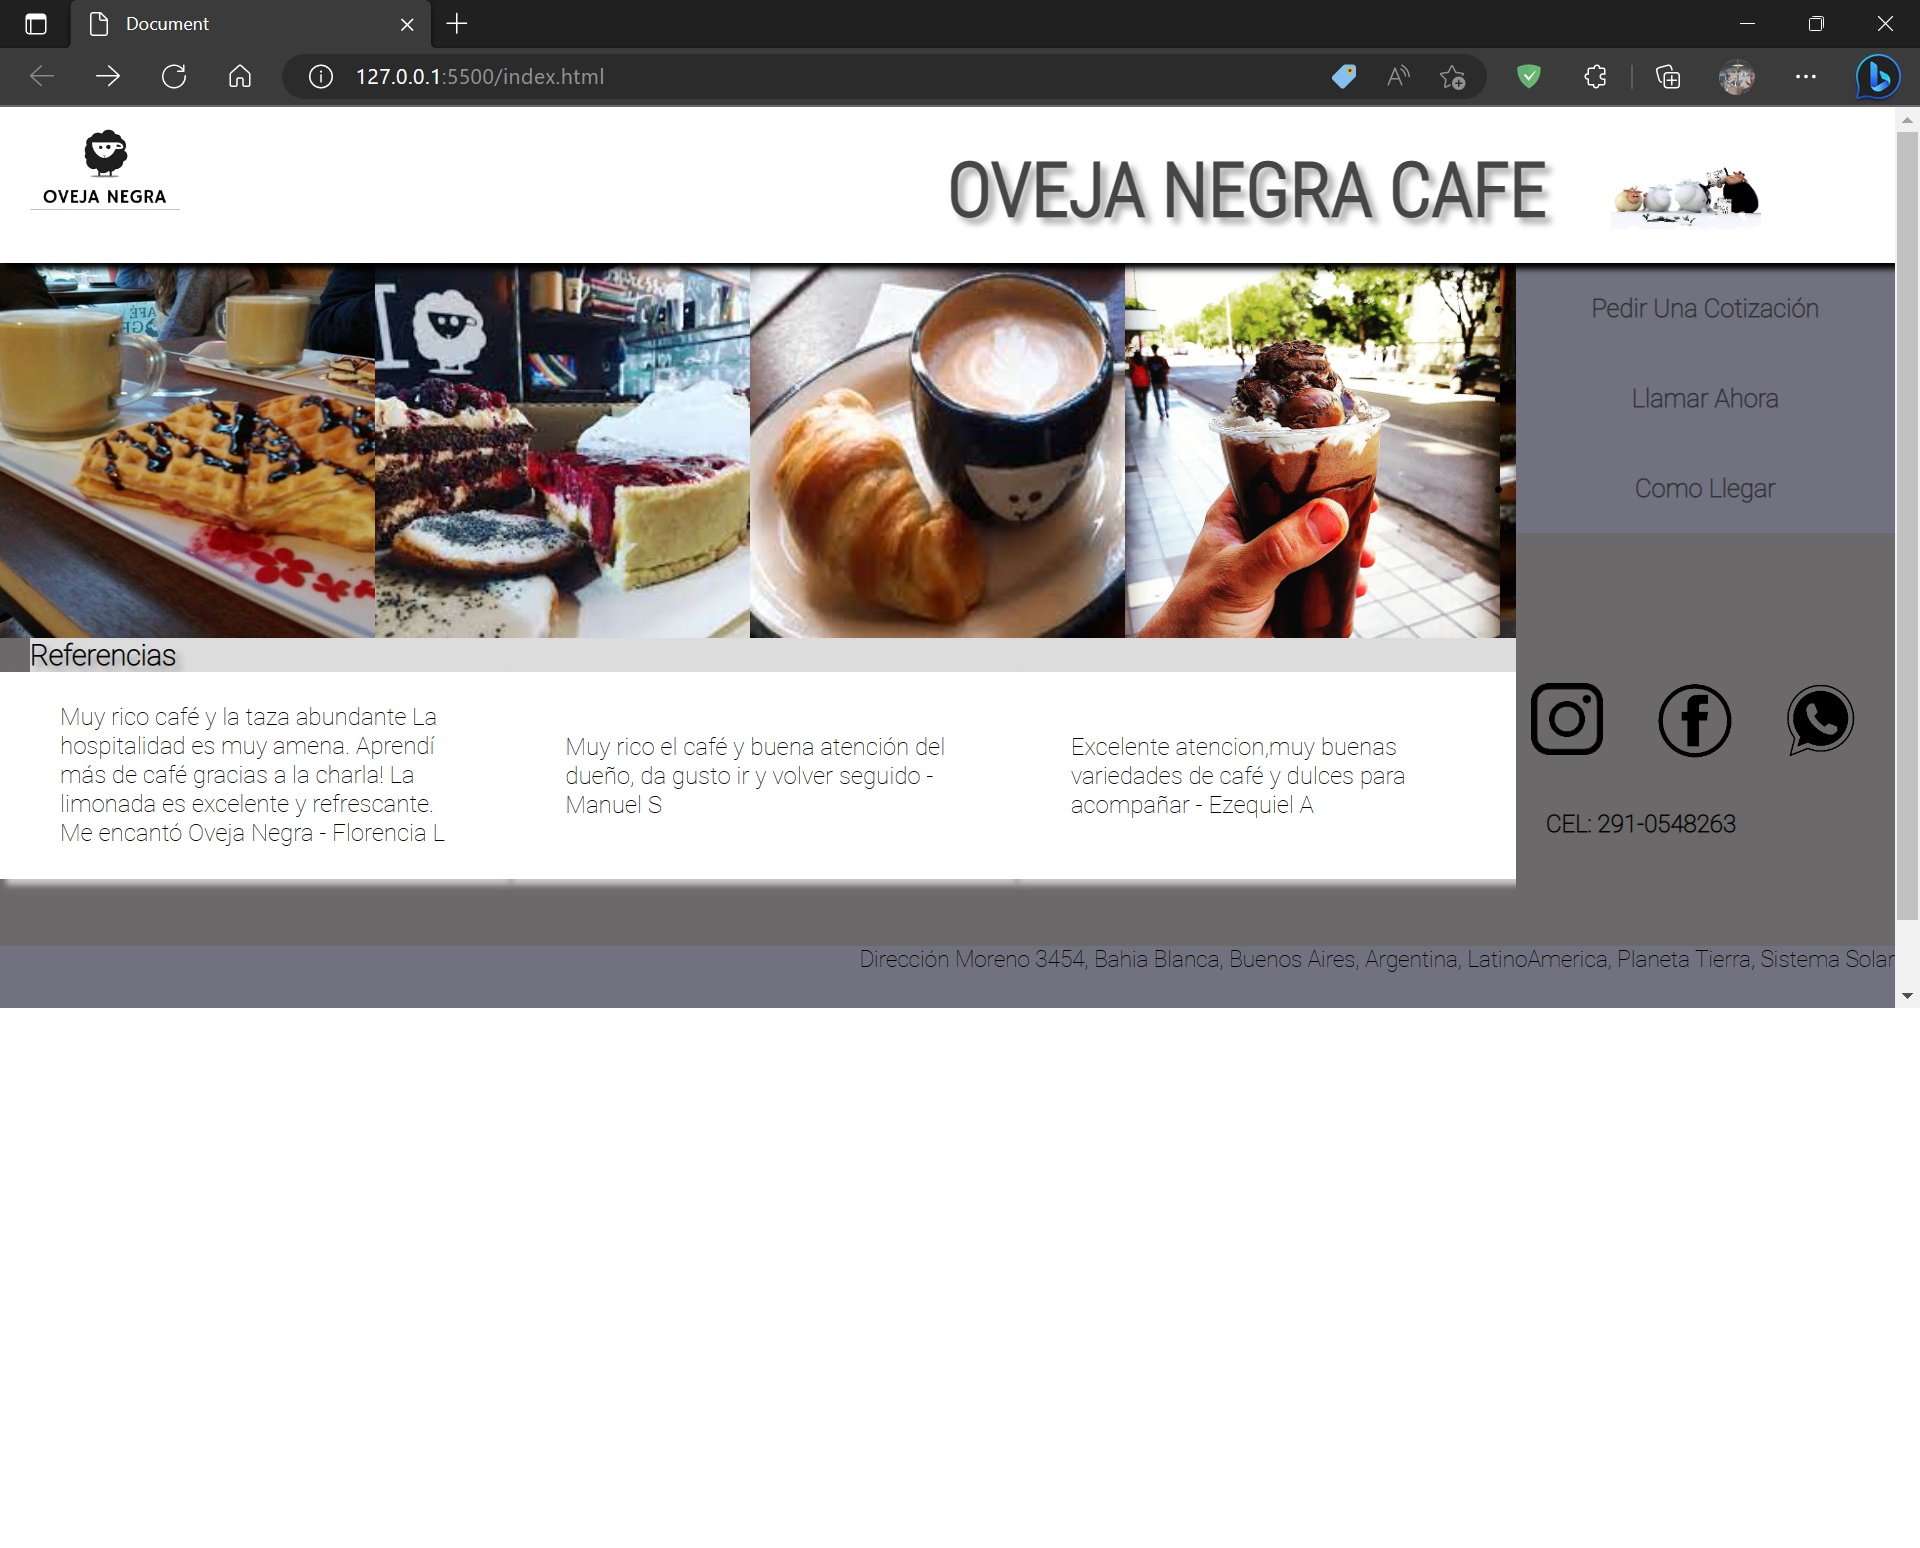 Document
127.0.0.1:5500/index.html
OVEJA NEGRA
OVEJA NEGRA CAFE
Pedir Una Cotización
Llamar Ahora
Como Llegar
Referencias
Muy rico café y la taza abundante La
hospitalidad es muy amena. Aprendí
más de café gracias a la charla! La
limonada es excelente y refrescante.
Me encantó Oveja Negra - Florencia L
Muy rico el café y buena atención del
dueño, da gusto ir y volver seguido -
Manuel S
Excelente atencion,muy buenas
variedades de café y dulces para
acompañar - Ezequiel A
CEL: 291-0548263
Dirección Moreno 3454, Bahia Blanca, Buenos Aires, Argentina, LatinoAmerica, Planeta Tierra, Sistema Solar